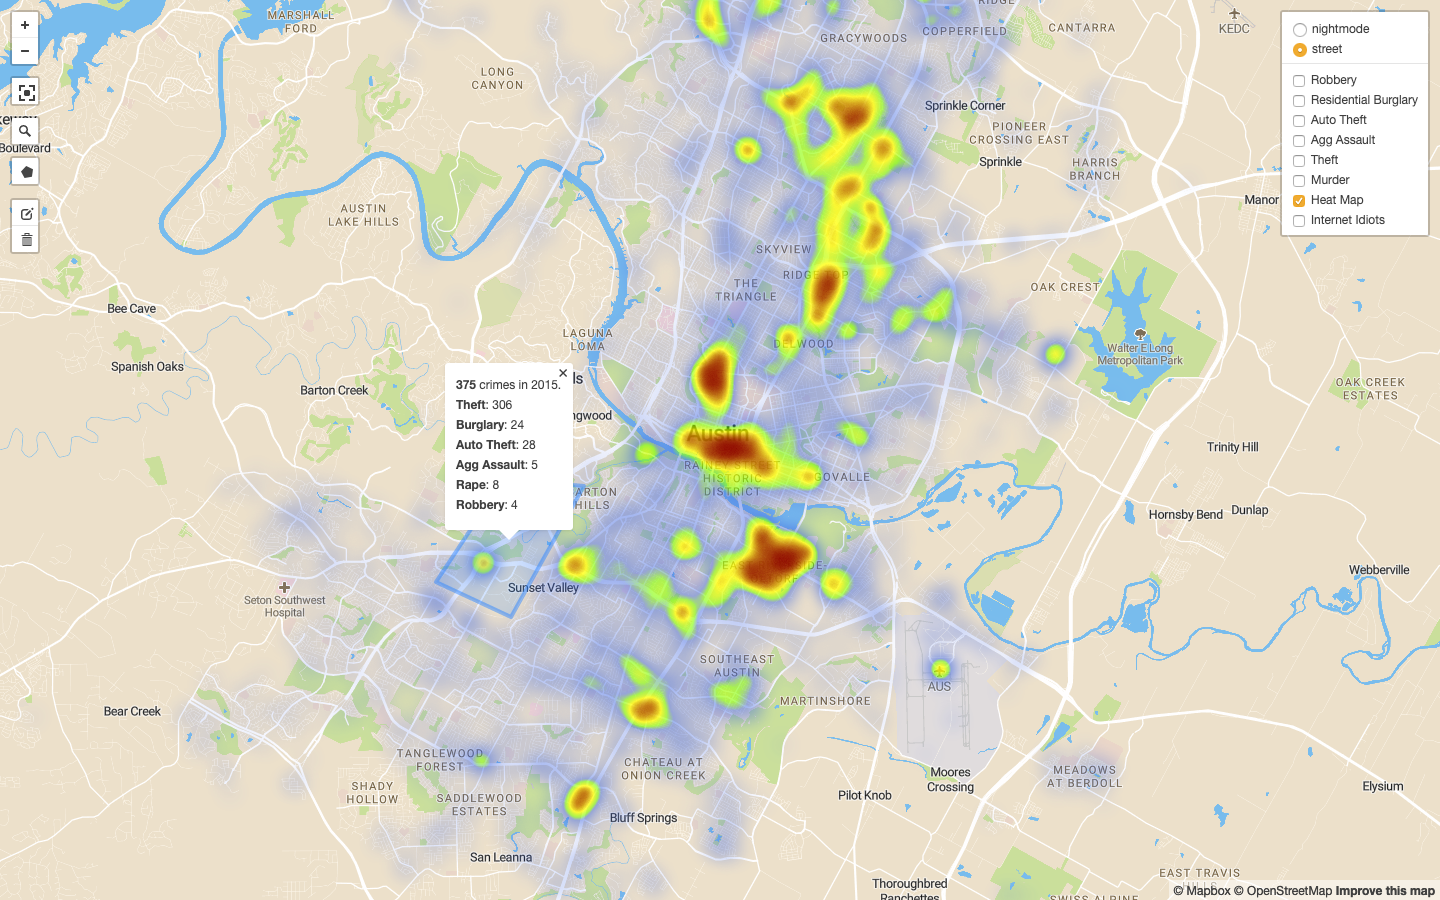 MARSHALL
FORD
RIDGE
GRACYWOODS
COPPERFIELD
CANTARRA
KEDC
LONG
CANYON
Sprinkle Corner
PIONEER
CROSSING EAST
Sprinkle
HARRIS
BRANCH
Boulevard
AUSTIN
LAKE HILLS
Manor
SKYVIEW
RIDGETOP
THE
TRIANGLE
OAK CREST
Bee Cave
LAGUNA
LOMA
DELWOOD
Walter E Long
Metropolitan Park
Spanish Oaks
Barton Creek
OAK CREEK
ESTATES
Austin
RAINEY STREET
HISTORIC
DISTRICT
GOVALLE
Trinity Hill
HILLS
Hornsby Bend
Dunlap
Webberville
Sunset Valley
Seton Southwest
Hospital
SOUTHEAST
AUSTIN
AUS
MARTINSHORE
Bear Creek
TANGLEWOOD
FOREST
CHATEAU AT
ONION CREEK
Moores
Crossing
MEADOWS
AT BERDOLL
SHADY
HOLLOW
SADDLEWOOD
ESTATES
Pilot Knob
Elysium
Bluff Springs
San Leanna
Thoroughbred
Ranchettes
EAST TRAVIS
SWISS ALPINE
375 crimes in 2015.
Theft: 306
Burglary: 24
Auto Theft: 28
Agg Assault: 5
Rape: 8
Robbery: 4
nightmode
street
Robbery
Residential Burglary
Auto Theft
Agg Assault
Theft
Murder
Heat Map
Internet Idiots
© Mapbox © OpenStreetMap Improve this map